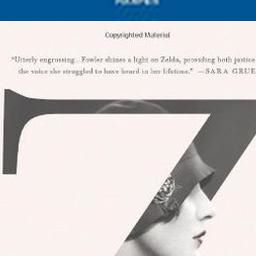 Copyrighted Material
"Utterly engrossing...Fowler shines a light on Zelda, providing both justice
the voice she struggled to have heard in her lifetime." —SARA GRUE
Z